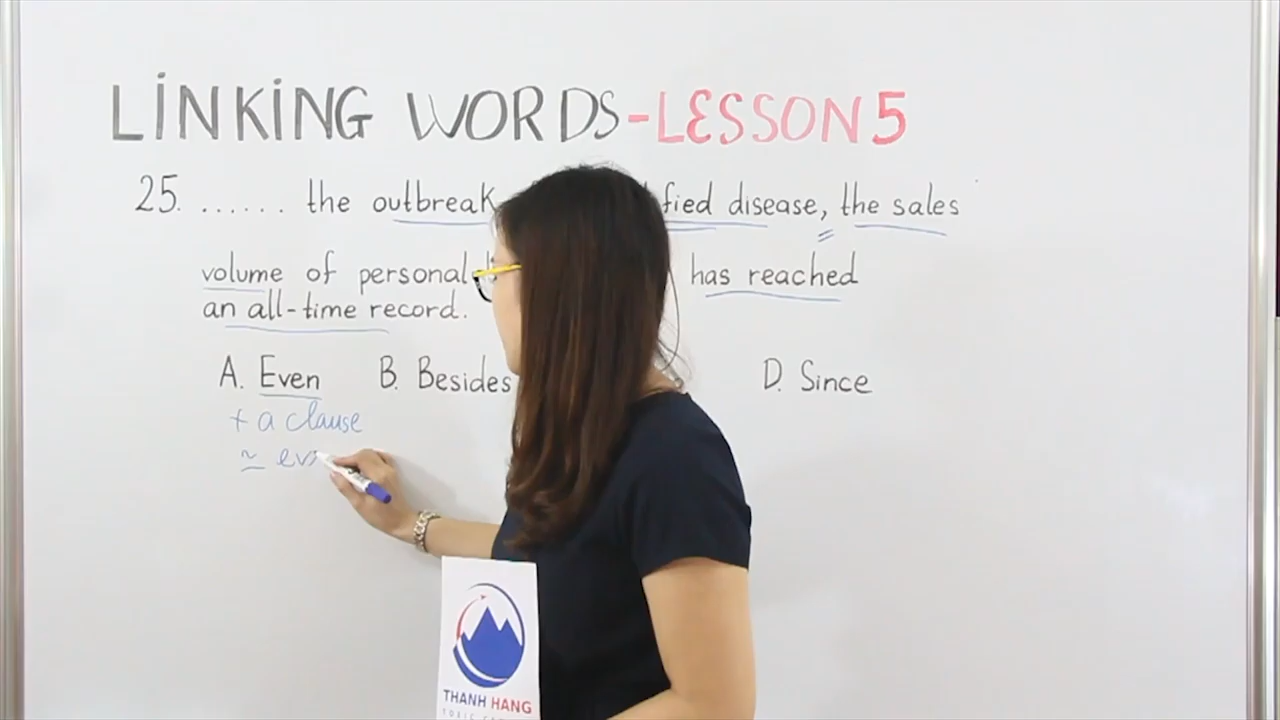 LINKING WORDS - LESSON 5
25. ...... the outbreak fied disease, the sales
volume of personal has reached
an all-time record.
A. Even B. Besides D. Since
+ a clause
≃ ev
THANH HANG